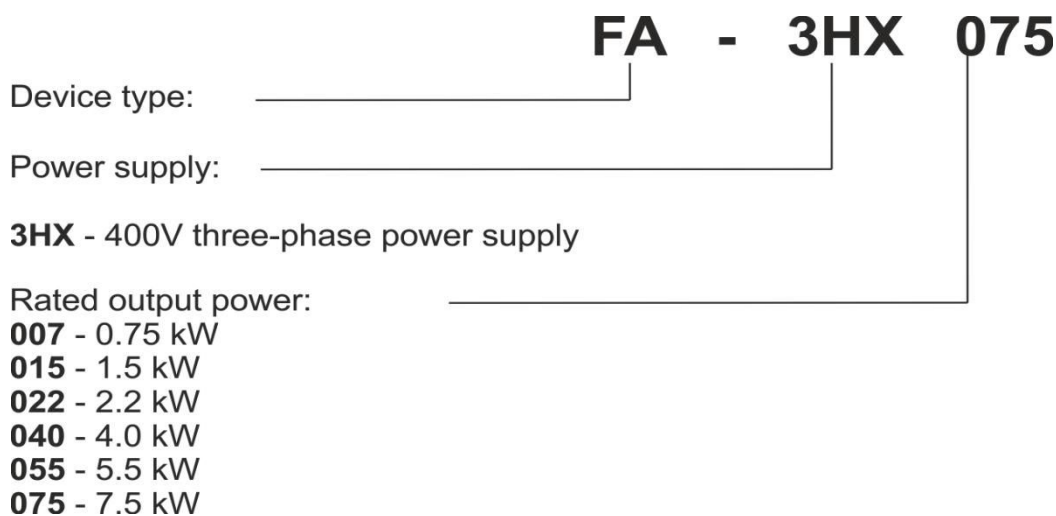 FA - 3HX 075
Device type:
Power supply:
3HX - 400V three-phase power supply
Rated output power:
007 - 0.75 kW
015 - 1.5 kW
022 - 2.2 kW
040 - 4.0 kW
055 - 5.5 kW
075 - 7.5 kW